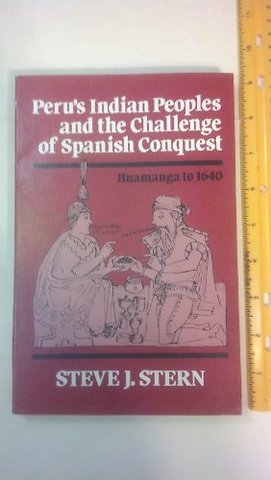 Peru's Indian Peoples
and the Challenge
of Spanish Conquest
Huamanga to 1640
STEVE J. STERN